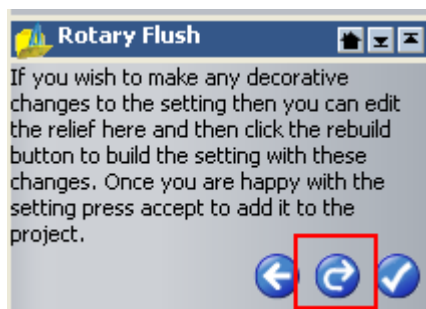 Rotary Flush
If you wish to make any decorative
changes to the setting then you can edit
the relief here and then click the rebuild
button to build the setting with these
changes. Once you are happy with the
setting press accept to add it to the
project.